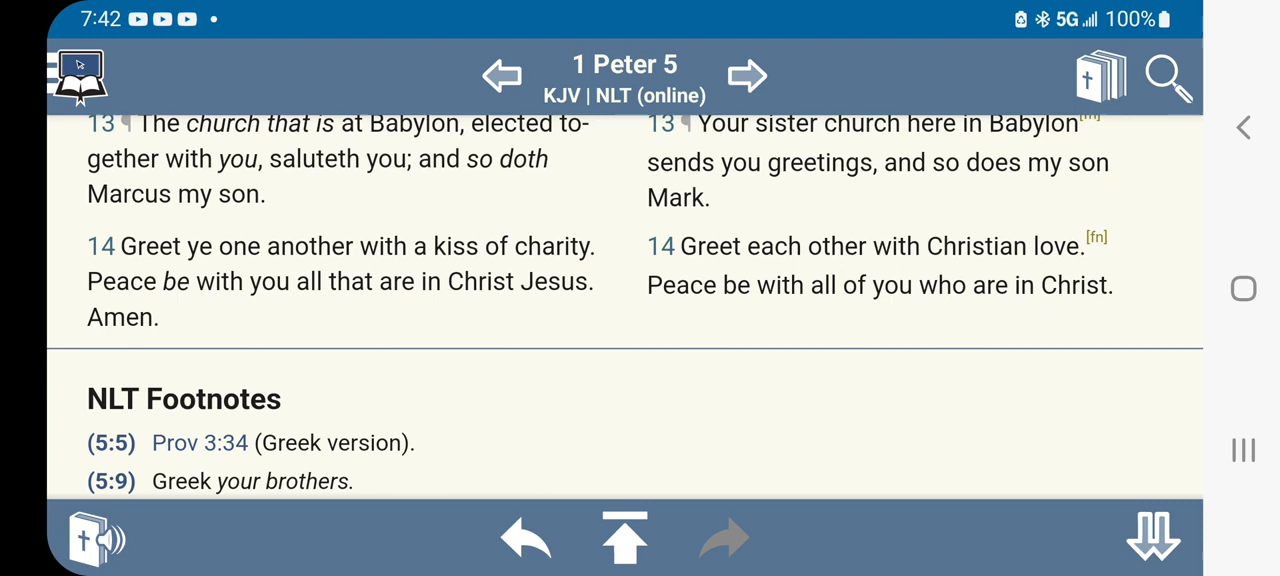 7:42
5G 100%
1 Peter 5
KJV | NLT (online)
13 ¶ The church that is at Babylon, elected to-
gether with you, saluteth you; and so doth
Marcus my son.
14 Greet ye one another with a kiss of charity.
Peace be with you all that are in Christ Jesus.
Amen.
13 ¶ Your sister church here in Babylon[fn]
sends you greetings, and so does my son
Mark.
14 Greet each other with Christian love.[fn]
Peace be with all of you who are in Christ.
NLT Footnotes
(5:5) Prov 3:34 (Greek version).
(5:9) Greek your brothers.